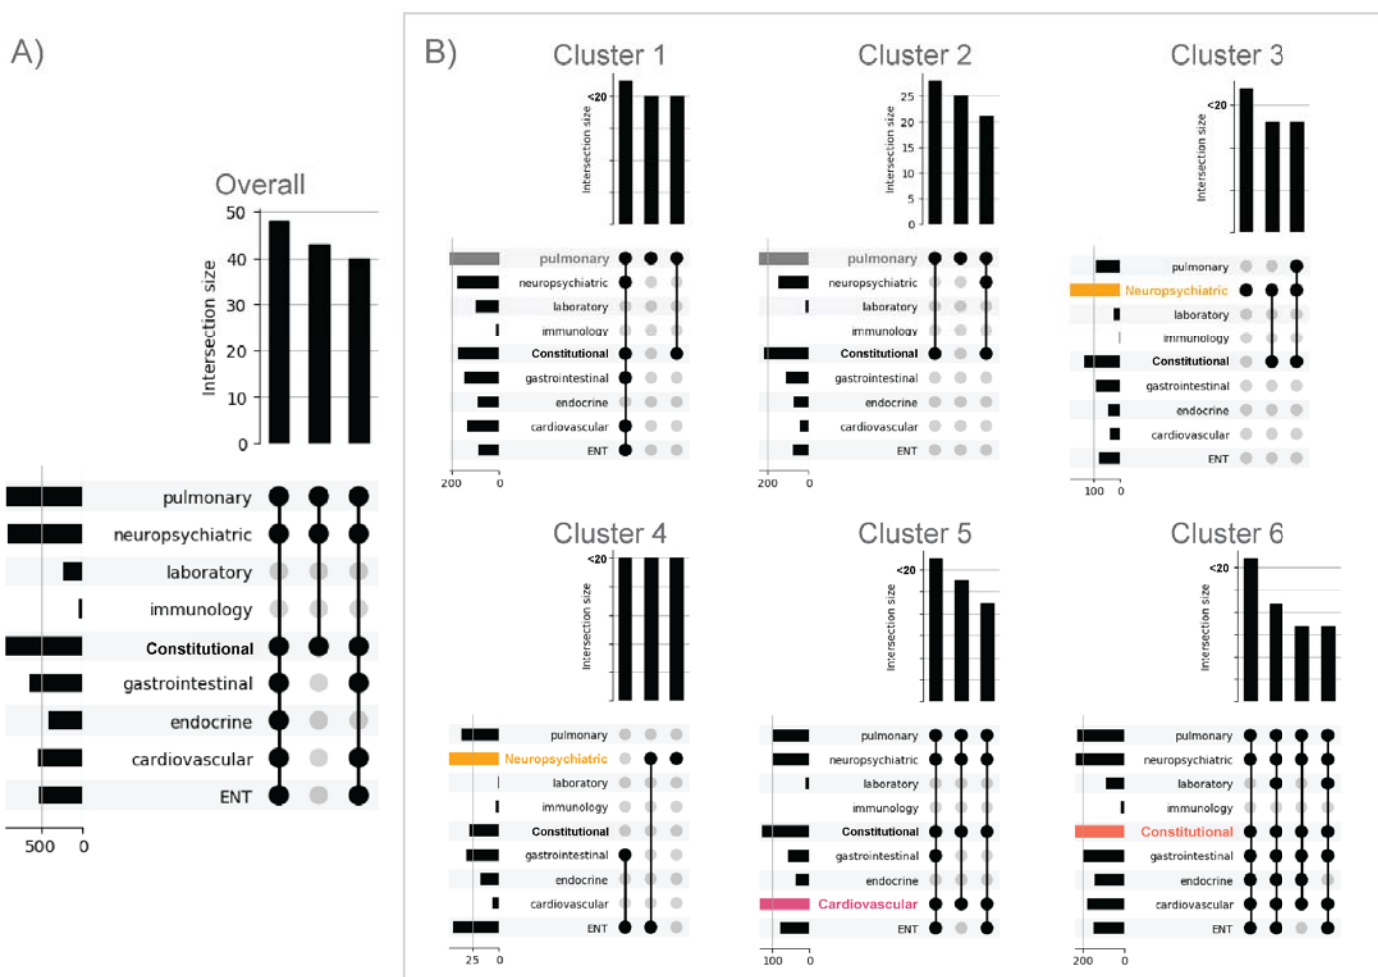 A)
Overall
50
40
30
20
10
0
Intersection size
pulmonary
neuropsychiatric
laboratory
immunology
Constitutional
gastrointestinal
endocrine
cardiovascular
ENT
500 0
B)
Cluster 1
<20
Intersection size
pulmonary
neuropsychiatric
laboratory
immunology
Constitutional
gastrointestinal
endocrine
cardiovascular
ENT
200 0
Cluster 2
25
20
15
10
5
0
Intersection size
pulmonary
neuropsychiatric
laboratory
immunology
Constitutional
gastrointestinal
endocrine
cardiovascular
ENT
200 0
Cluster 3
<20
Intersection size
pulmonary
Neuropsychiatric
laboratory
immunology
Constitutional
gastrointestinal
endocrine
cardiovascular
ENT
100 0
Cluster 4
<20
Intersection size
pulmonary
Neuropsychiatric
laboratory
immunology
Constitutional
gastrointestinal
endocrine
cardiovascular
ENT
25 0
Cluster 5
<20
Intersection size
pulmonary
neuropsychiatric
laboratory
immunology
Constitutional
gastrointestinal
endocrine
Cardiovascular
ENT
100 0
Cluster 6
<20
Intersection size
pulmonary
neuropsychiatric
laboratory
immunology
Constitutional
gastrointestinal
endocrine
cardiovascular
ENT
200 0